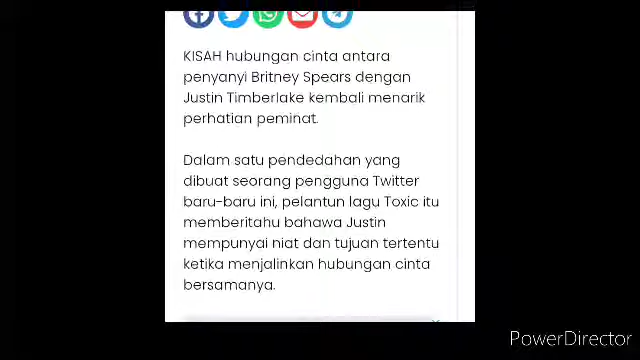 KISAH hubungan cinta antara
penyanyi Britney Spears dengan
Justin Timberlake kembali menarik
perhatian peminat.
Dalam satu pendedahan yang
dibuat seorang pengguna Twitter
baru-baru ini, pelantun lagu Toxic itu
memberitahu bahawa Justin
mempunyai niat dan tujuan tertentu
ketika menjalinkan hubungan cinta
bersamanya.
PowerDirector